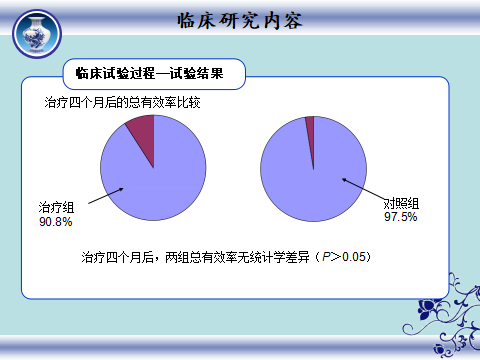 临床研究内容
临床试验过程—试验结果
治疗四个月后的总有效率比较
治疗组
90.8%
对照组
97.5%
治疗四个月后，两组总有效率无统计学差异（P＞0.05）